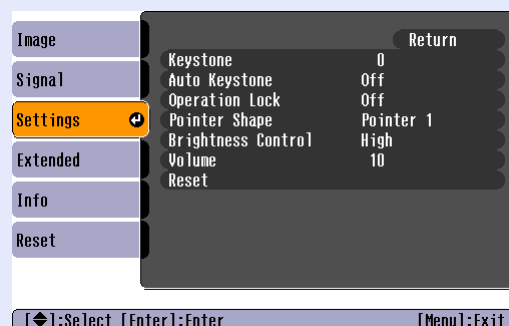 Image
Signal
Settings
Extended
Info
Reset
Return
Keystone 0
Auto Keystone Off
Operation Lock Off
Pointer Shape Pointer 1
Brightness Control High
Volume 10
Reset
[◆]:Select [Enter]:Enter [Menu]:Exit